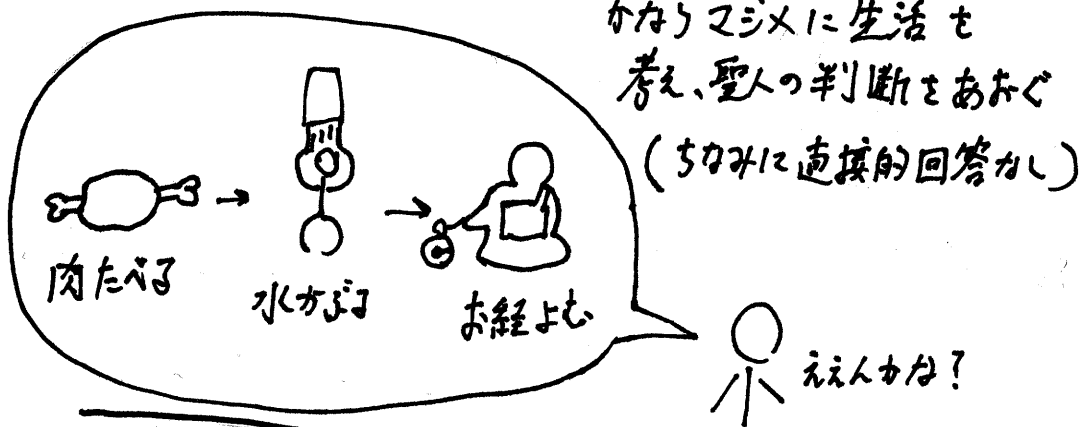 かなりマジメに生活を
考え、聖人の判断をあおぐ
(ちなみに直接的回答なし)
肉たべる
水かぶる
お経よむ
ええんかな?